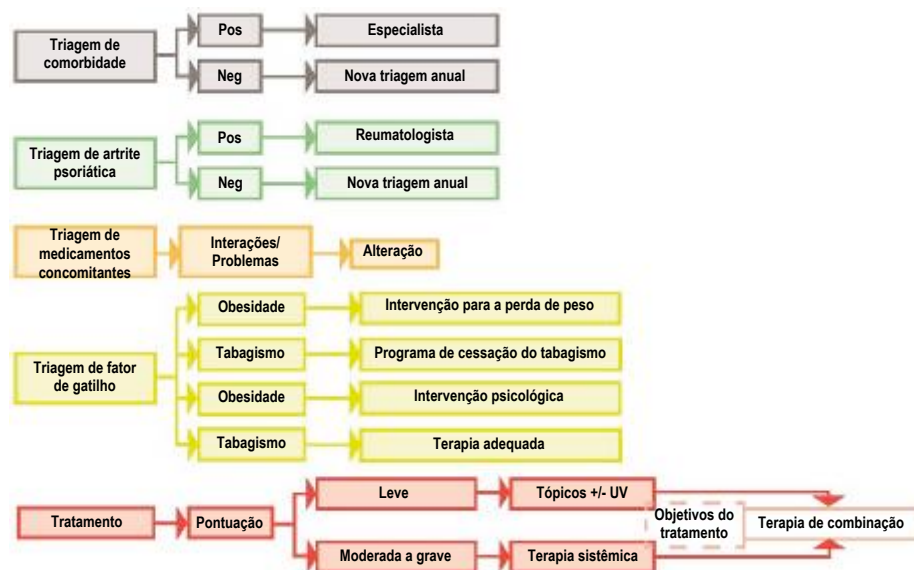 Triagem de
comorbidade
Pos
Especialista
Neg
Nova triagem anual
Triagem de artrite
psoriática
Pos
Reumatologista
Neg
Nova triagem anual
Triagem de
medicamentos
concomitantes
Interações/
Problemas
Alteração
Triagem de fator
de gatilho
Obesidade
Intervenção para a perda de peso
Tabagismo
Programa de cessação do tabagismo
Obesidade
Intervenção psicológica
Tabagismo
Terapia adequada
Tratamento
Pontuação
Leve
Tópicos +/- UV
Moderada a grave
Terapia sistêmica
Objetivos do
tratamento
Terapia de combinação